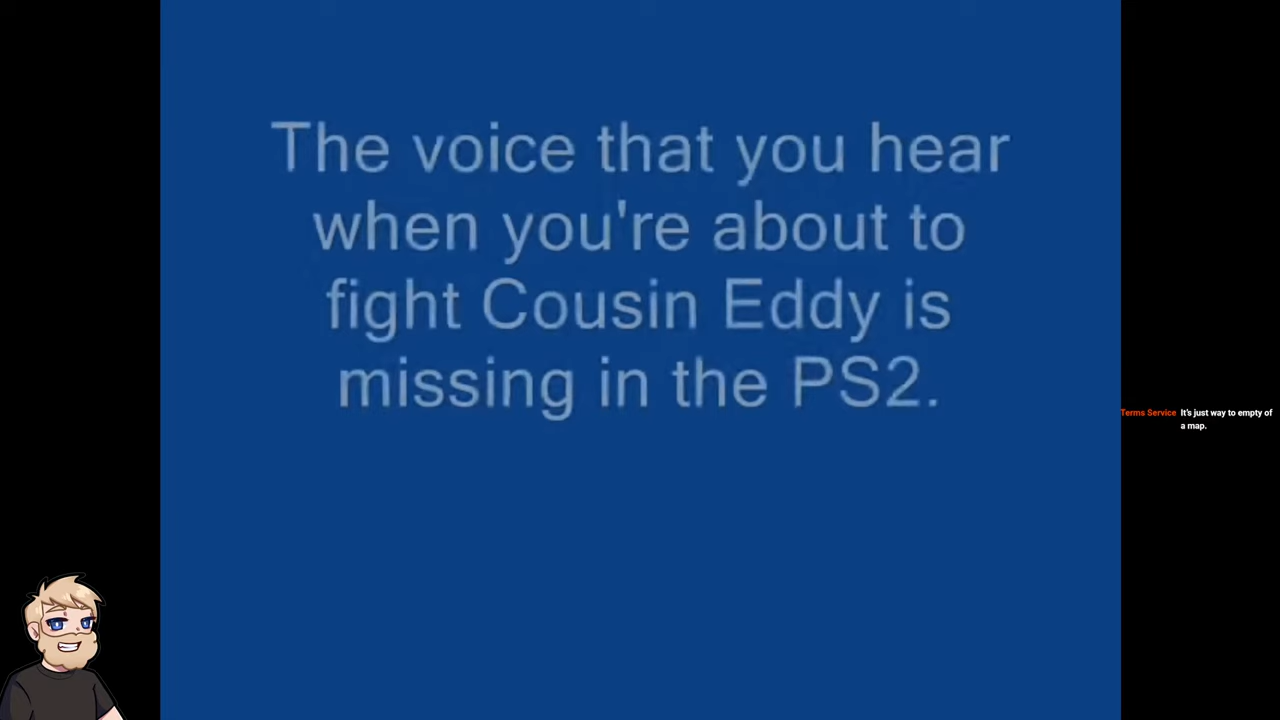 The voice that you hear
when you're about to
fight Cousin Eddy is
missing in the PS2.
Terms Service It's just way to empty of
a map.